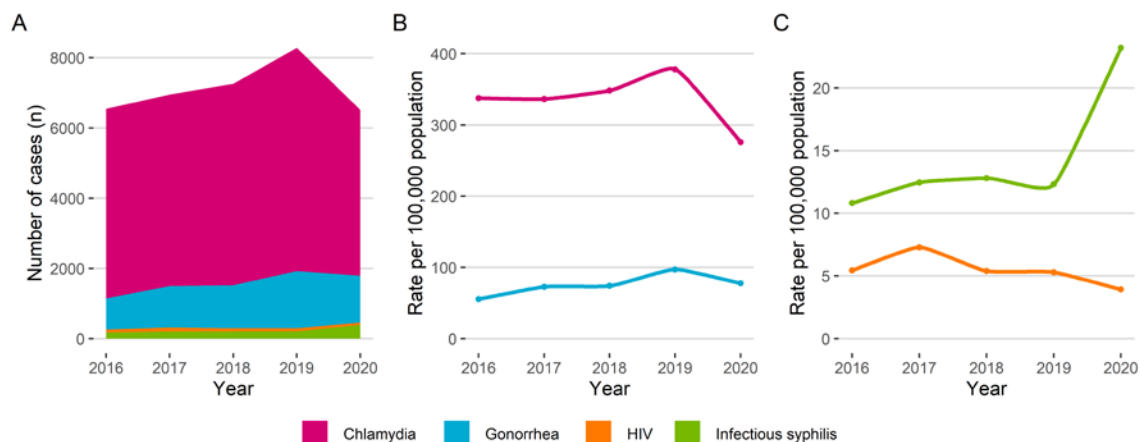 A
Number of cases (n)
8000
6000
4000
2000
0
2016 2017 2018 2019 2020
Year
B
Rate per 100,000 population
400
300
200
100
0
2016 2017 2018 2019 2020
Year
C
Rate per 100,000 population
20
15
10
5
0
2016 2017 2018 2019 2020
Year
Chlamydia Gonorrhea HIV Infectious syphilis